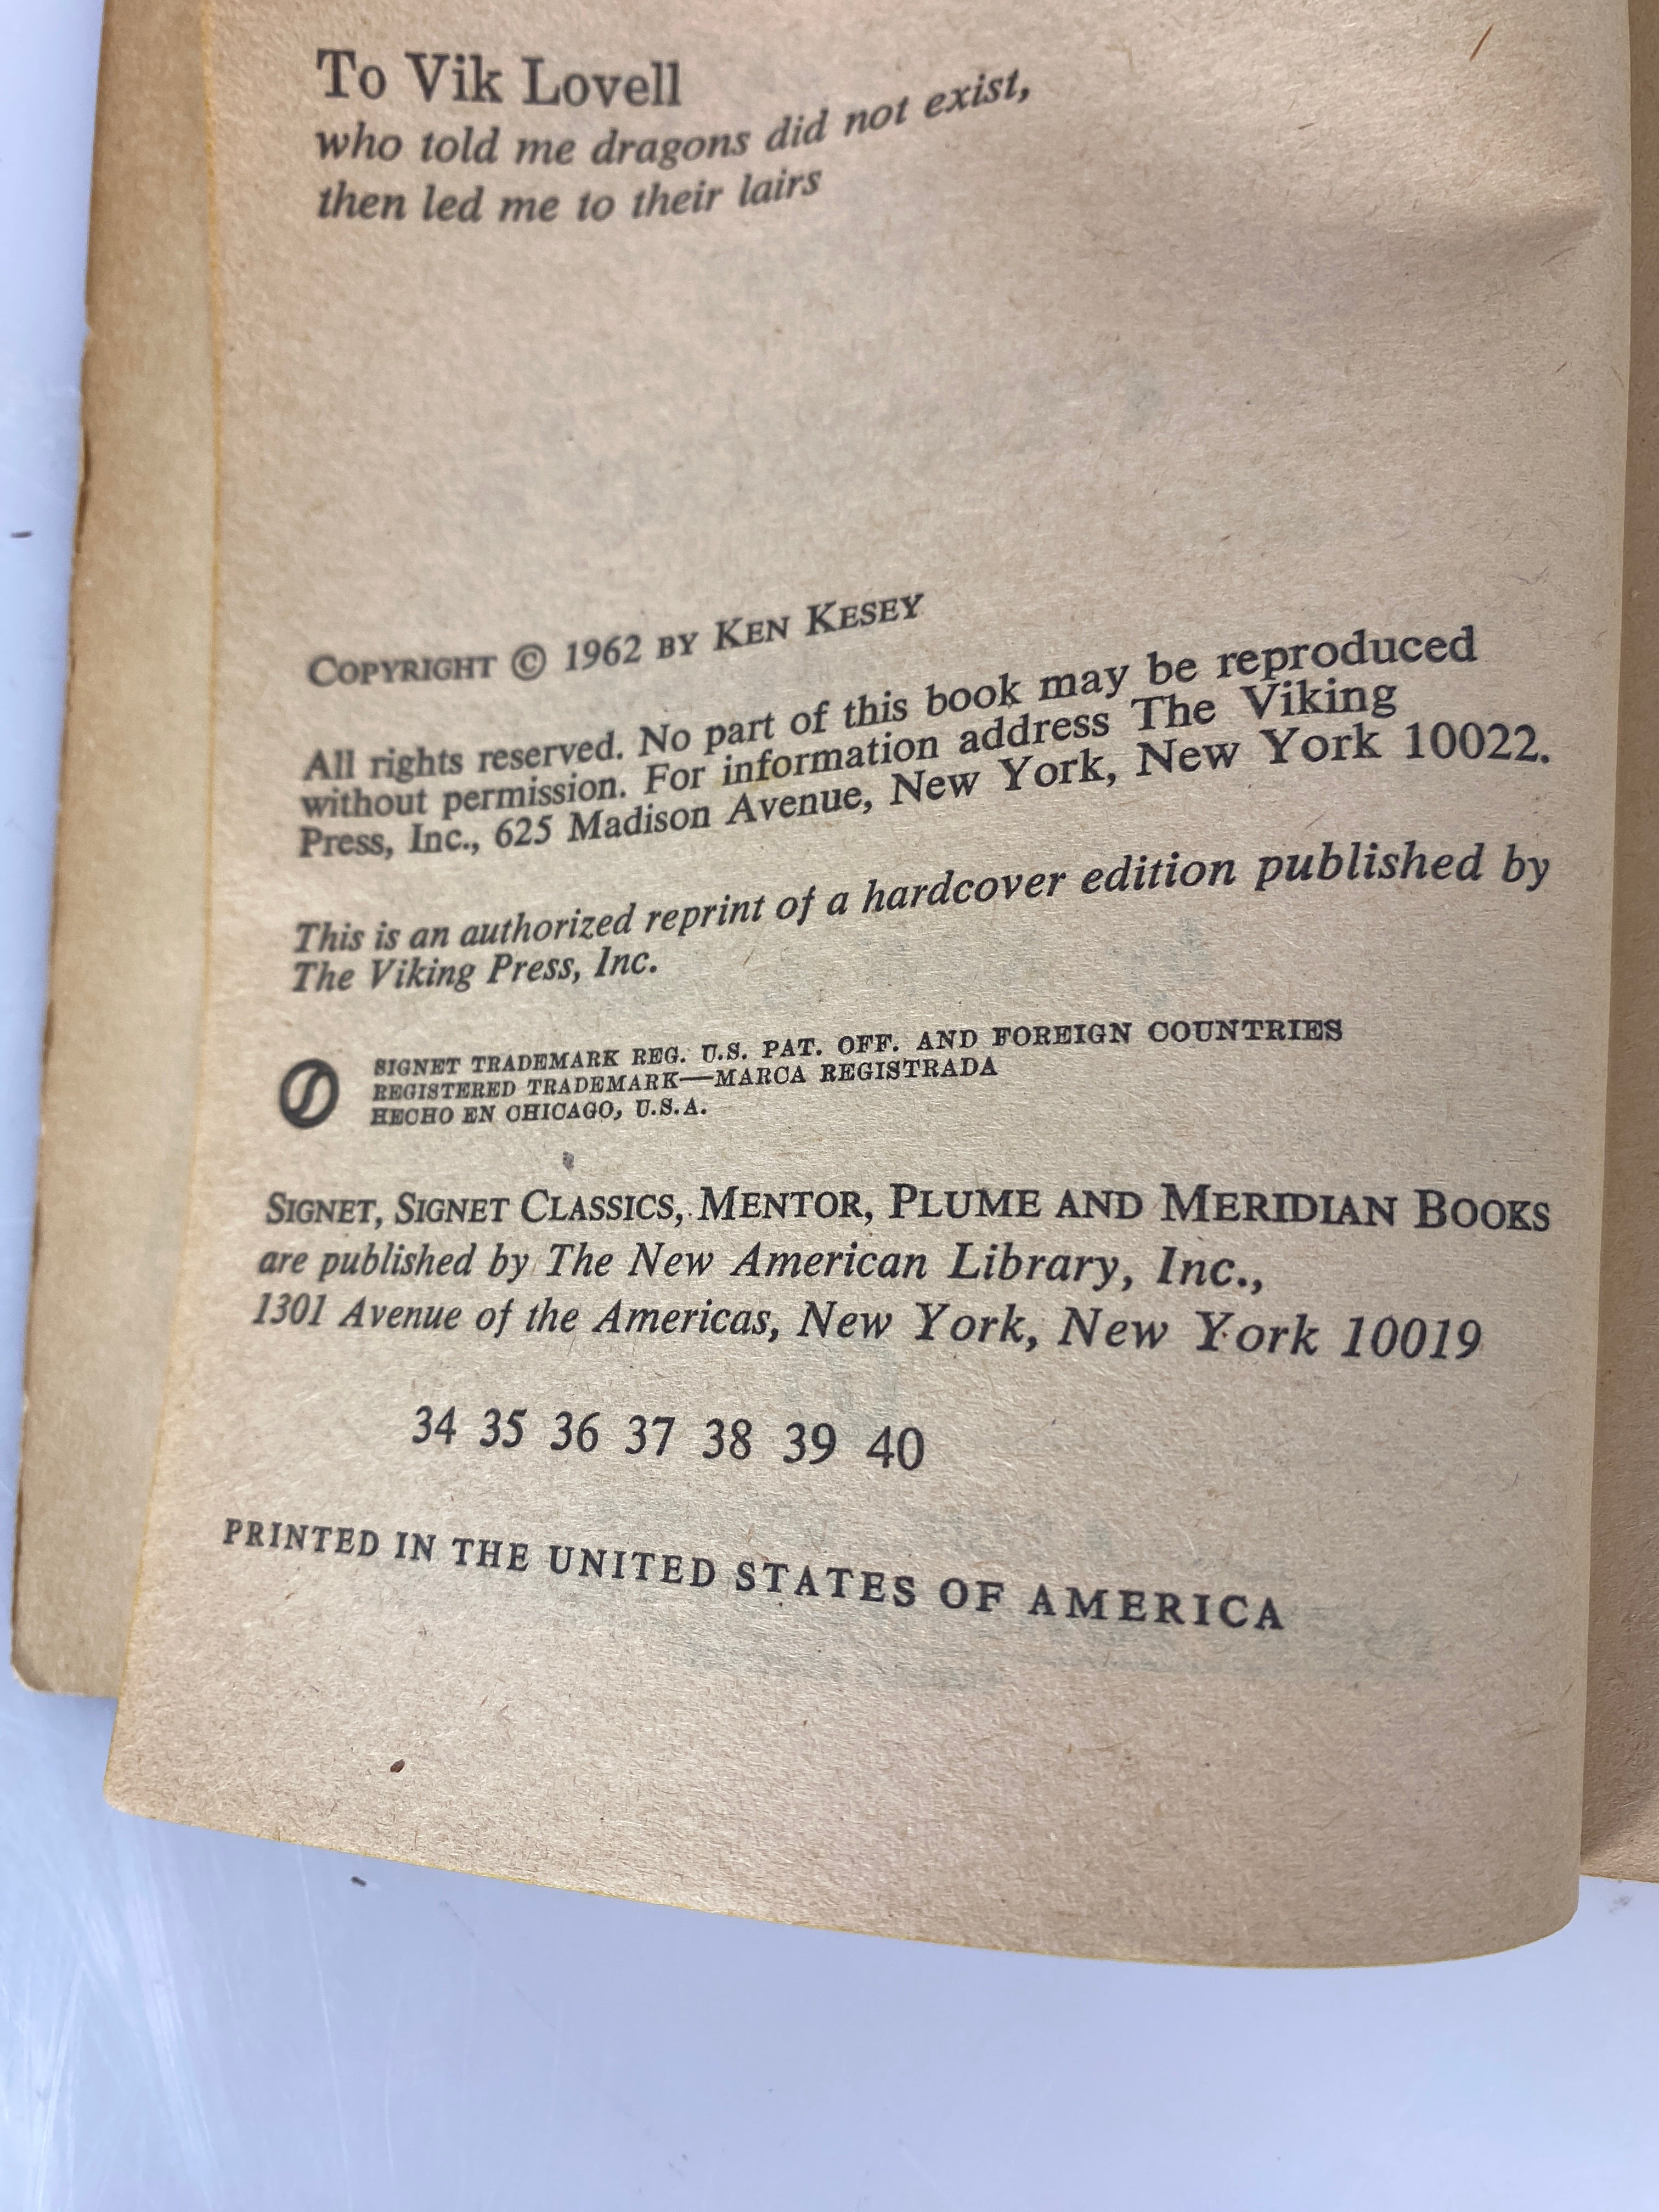 To Vik Lovell
who told me dragons did not exist,
then led me to their lairs
COPYRIGHT © 1962 BY KEN KESEY
All rights reserved. No part of this book may be reproduced
without permission. For information address The Viking
Press, Inc., 625 Madison Avenue, New York, New York 10022.
This is an authorized reprint of a hardcover edition published by
The Viking Press, Inc.
SIGNET TRADEMARK REG. U.S. PAT. OFF. AND FOREIGN COUNTRIES
REGISTERED TRADEMARK—MARCA REGISTRADA
HECHO EN CHICAGO, U.S.A.
SIGNET, SIGNET CLASSICS, MENTOR, PLUME AND MERIDIAN BOOKS
are published by The New American Library, Inc.,
1301 Avenue of the Americas, New York, New York 10019
34 35 36 37 38 39 40
PRINTED IN THE UNITED STATES OF AMERICA